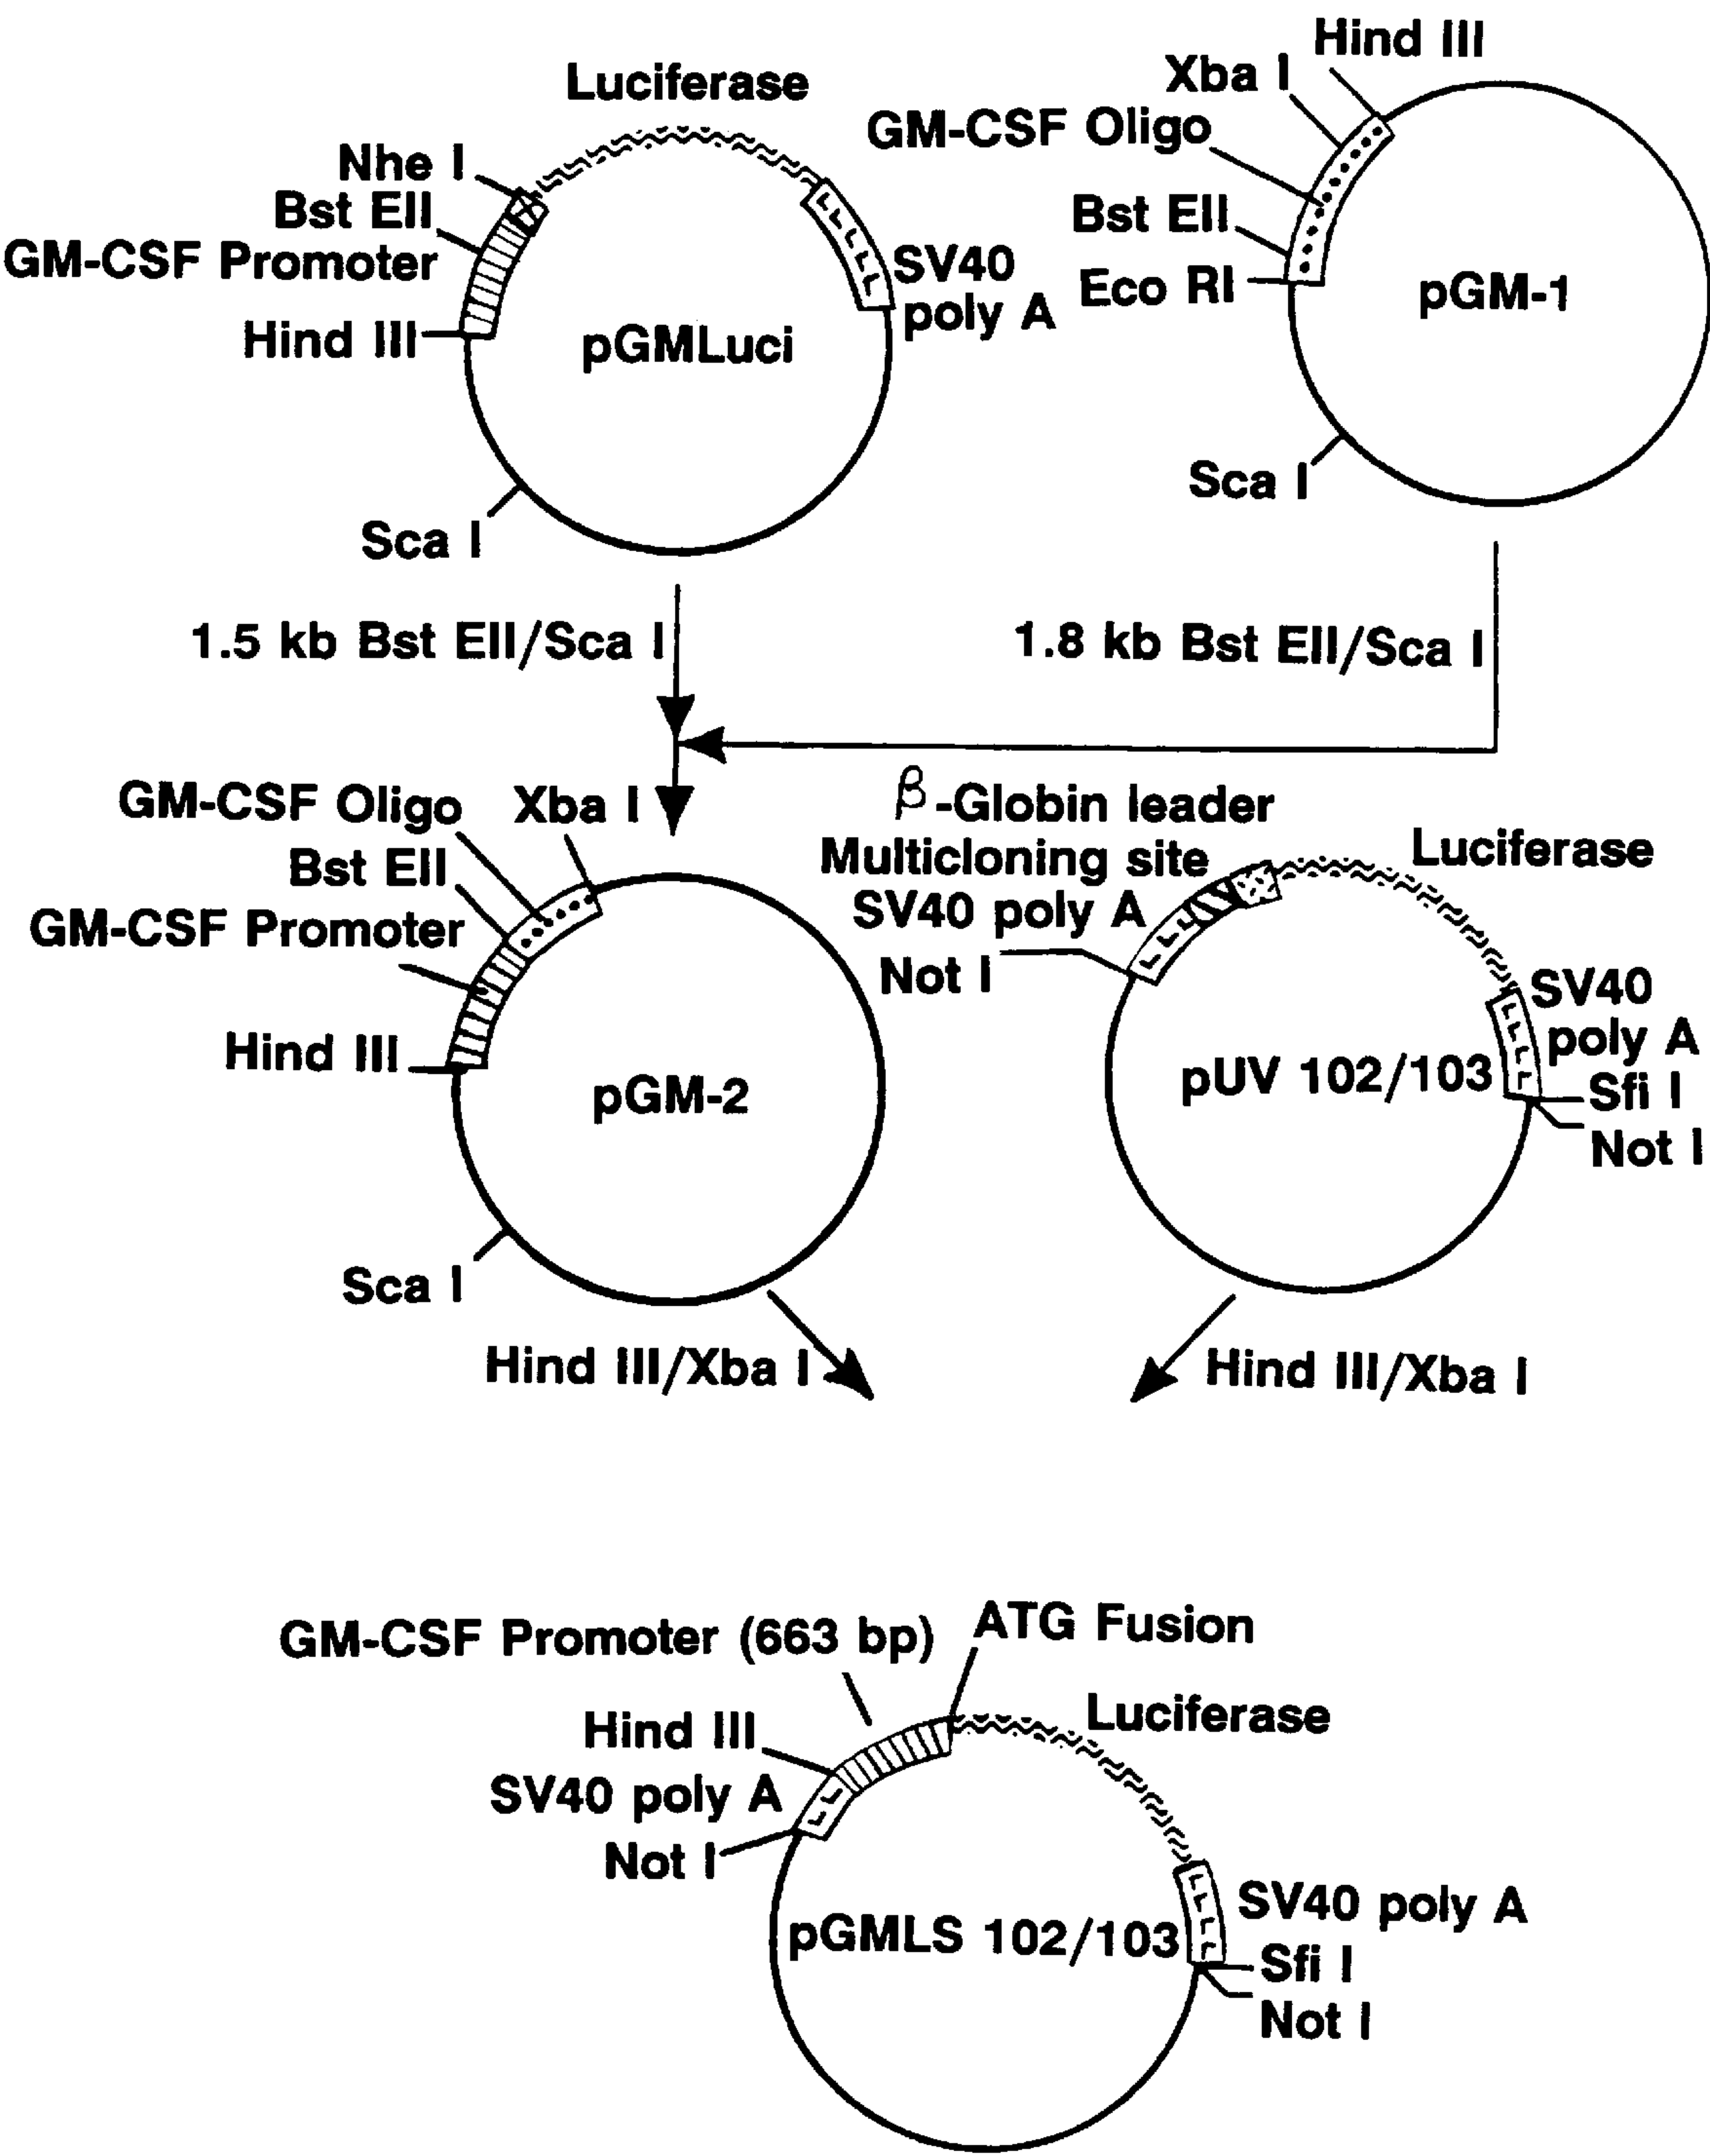 Luciferase
Nhe I
Bst EII
GM-CSF Promoter
Hind III
SV40
poly A
pGMLuci
Sca I
Hind III
Xba I
GM-CSF Oligo
Bst EII
Eco RI
pGM-1
Sca I
1.5 kb Bst EII/Sca I
1.8 kb Bst EII/Sca I
GM-CSF Oligo
Xba I
Bst EII
GM-CSF Promoter
Hind III
pGM-2
Sca I
β-Globin leader
Multicloning site
SV40 poly A
Not I
Luciferase
SV40
poly A
pUV 102/103
Sfi I
Not I
Hind III/Xba I
Hind III/Xba I
GM-CSF Promoter (663 bp)
ATG Fusion
Hind III
Luciferase
SV40 poly A
Not I
pGMLS 102/103
SV40 poly A
Sfi I
Not I